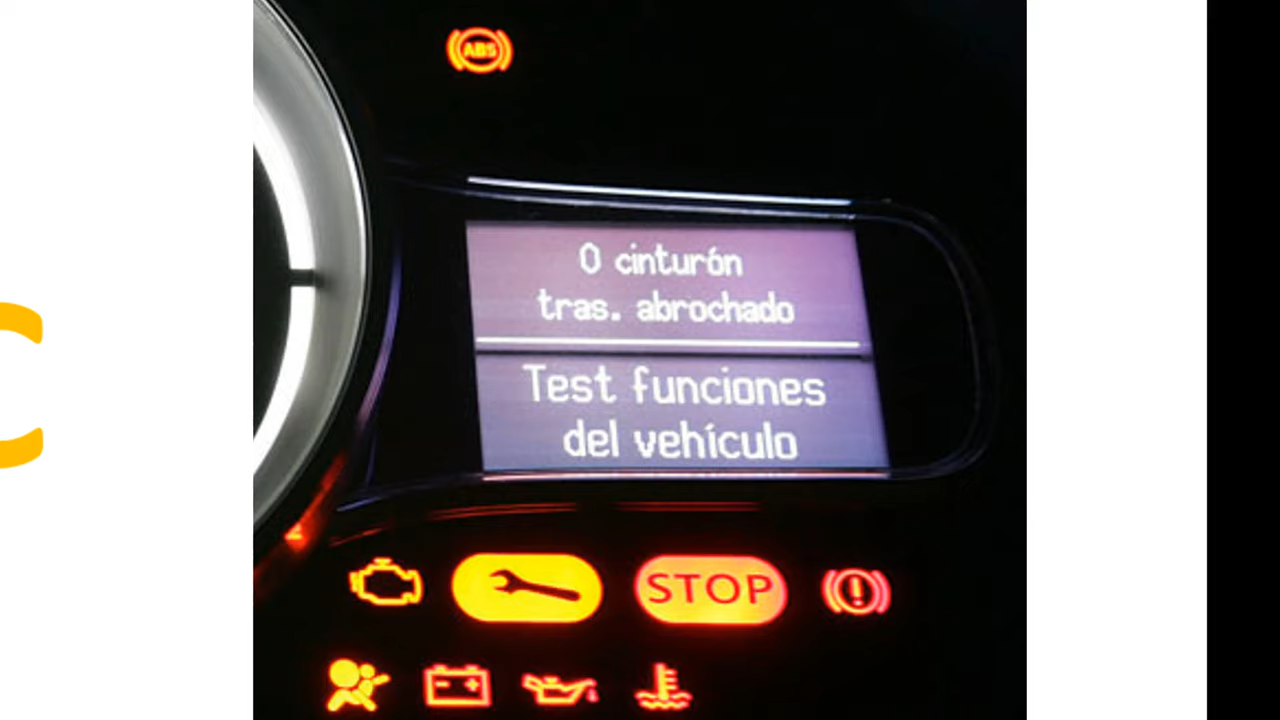 ABS
0 cinturón
tras. abrochado
Test funciones
del vehículo
STOP